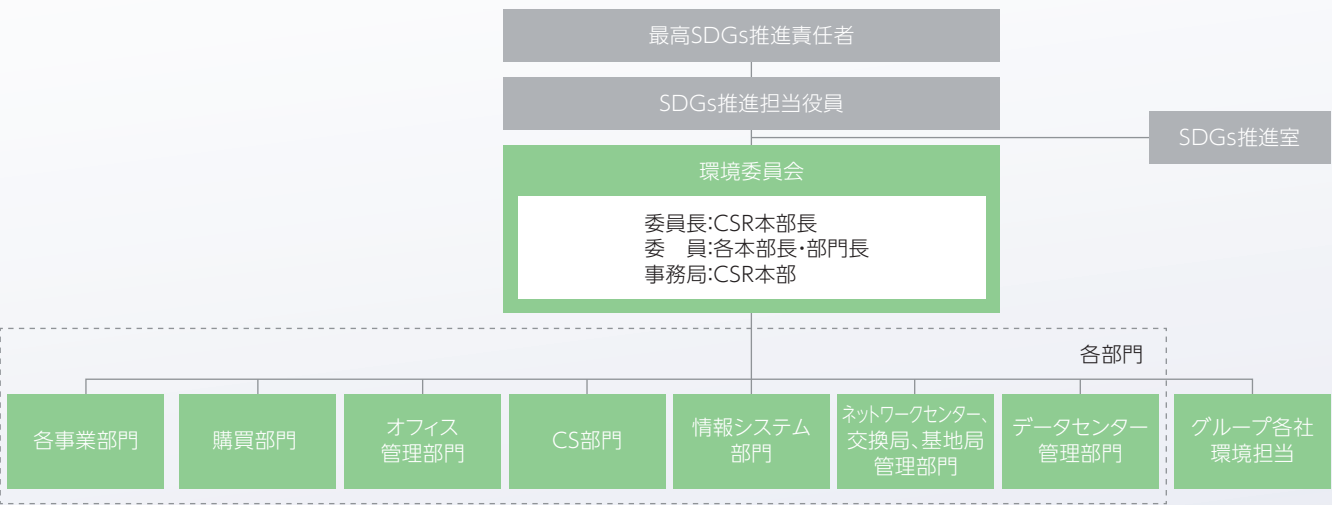 最高SDGs推進責任者
SDGs推進担当役員
SDGs推進室
環境委員会
委員長:CSR本部長
委　員:各本部長・部門長
事務局:CSR本部
各部門
各事業部門
購買部門
オフィス
管理部門
CS部門
情報システム
部門
ネットワークセンター、
交換局、基地局
管理部門
データセンター
管理部門
グループ各社
環境担当